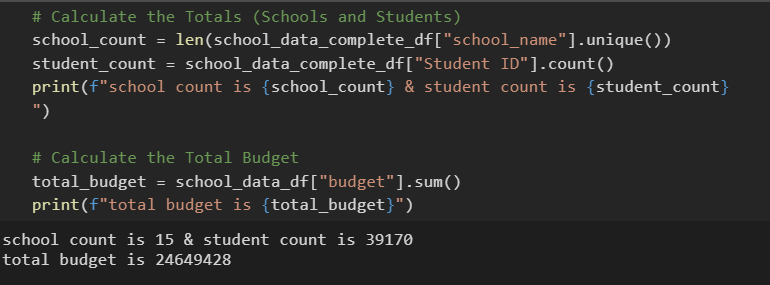 # Calculate the Totals (Schools and Students)
school_count = len(school_data_complete_df["school_name"].unique())
student_count = school_data_complete_df["Student ID"].count()
print(f"school count is {school_count} & student count is {student_count}
")
# Calculate the Total Budget
total_budget = school_data_df["budget"].sum()
print(f"total budget is {total_budget}")
school count is 15 & student count is 39170
total budget is 24649428